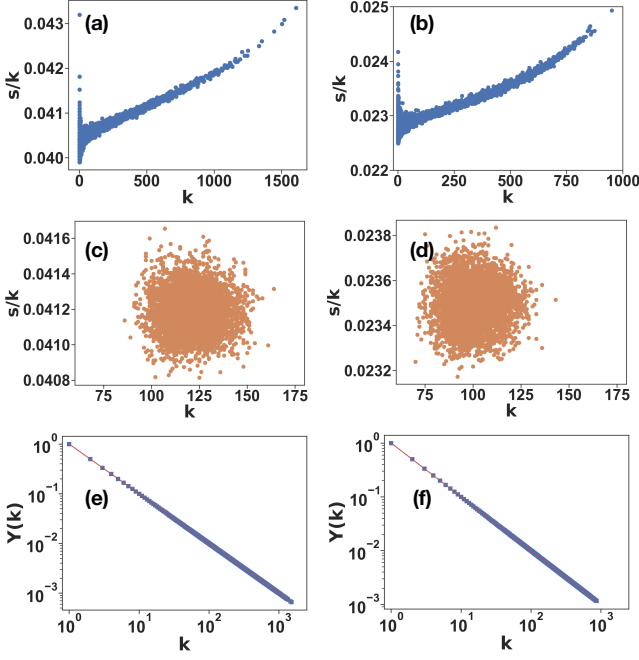 (a)
s/k
0.043
0.042
0.041
0.040
0 500 1000 1500
k
(b)
s/k
0.025
0.024
0.023
0.022
0 250 500 750 1000
k
(c)
s/k
0.0416
0.0414
0.0412
0.0410
0.0408
75 100 125 150 175
k
(d)
s/k
0.0238
0.0236
0.0234
0.0232
75 100 125 150 175
k
(e)
Y(k)
10^0
10^-1
10^-2
10^-3
10^0 10^1 10^2 10^3
k
(f)
Y(k)
10^0
10^-1
10^-2
10^-3
10^0 10^1 10^2 10^3
k